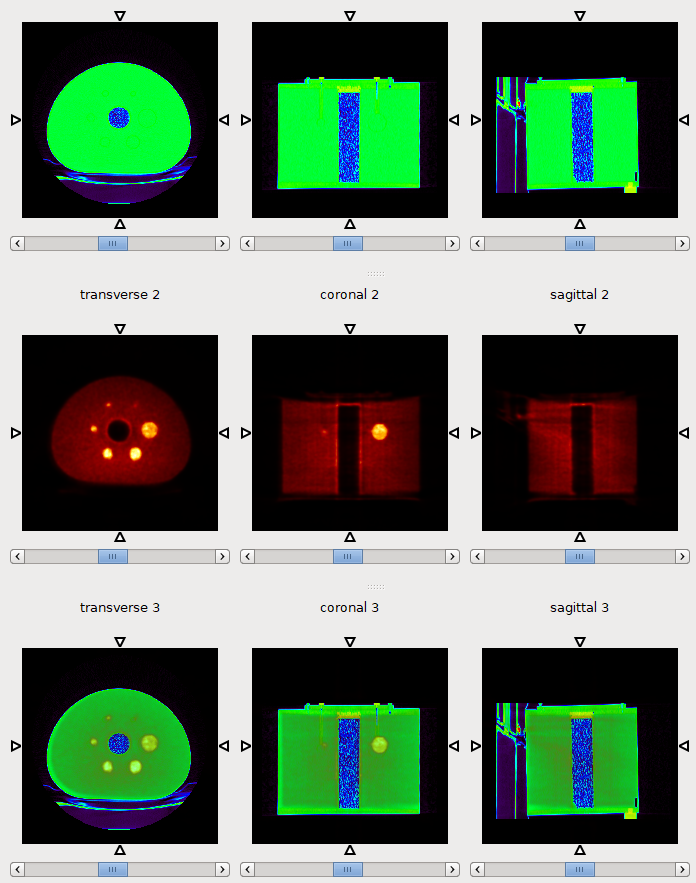 transverse 2
coronal 2
sagittal 2
transverse 3
coronal 3
sagittal 3